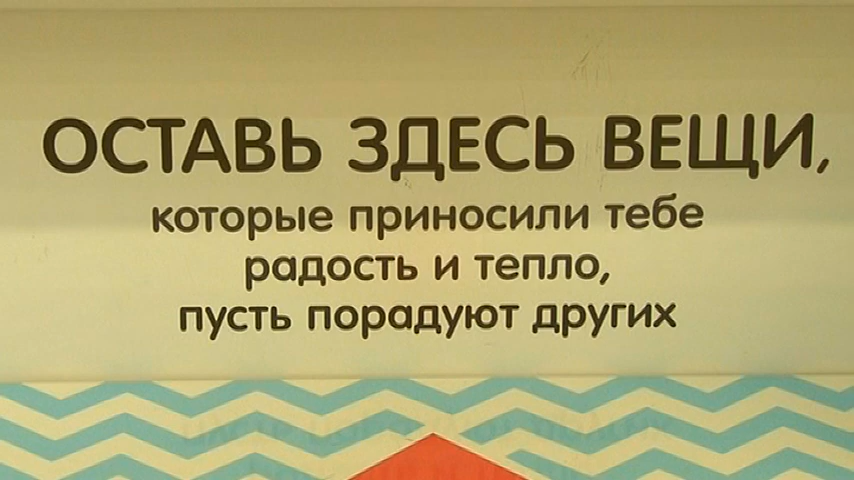 ОСТАВЬ ЗДЕСЬ ВЕЩИ,
которые приносили тебе
радость и тепло,
пусть порадуют других